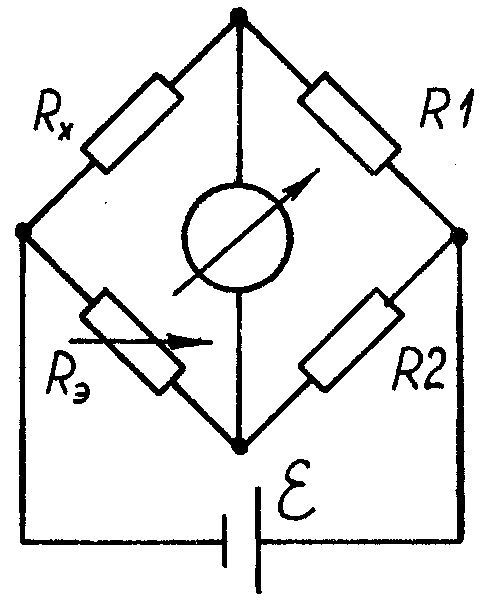 Rx R1
Rэ R2
ℰ